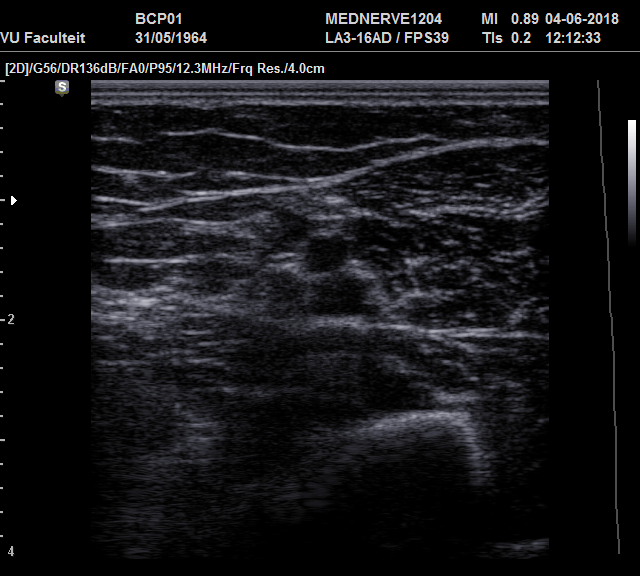 BCP01 MEDNERVE1204 MI 0.89 04-06-2018
VU Faculteit 31/05/1964 LA3-16AD / FPS39 TIs 0.2 12:12:33
[2D]/G56/DR136dB/FA0/P95/12.3MHz/Frq Res./4.0cm
S
2
4